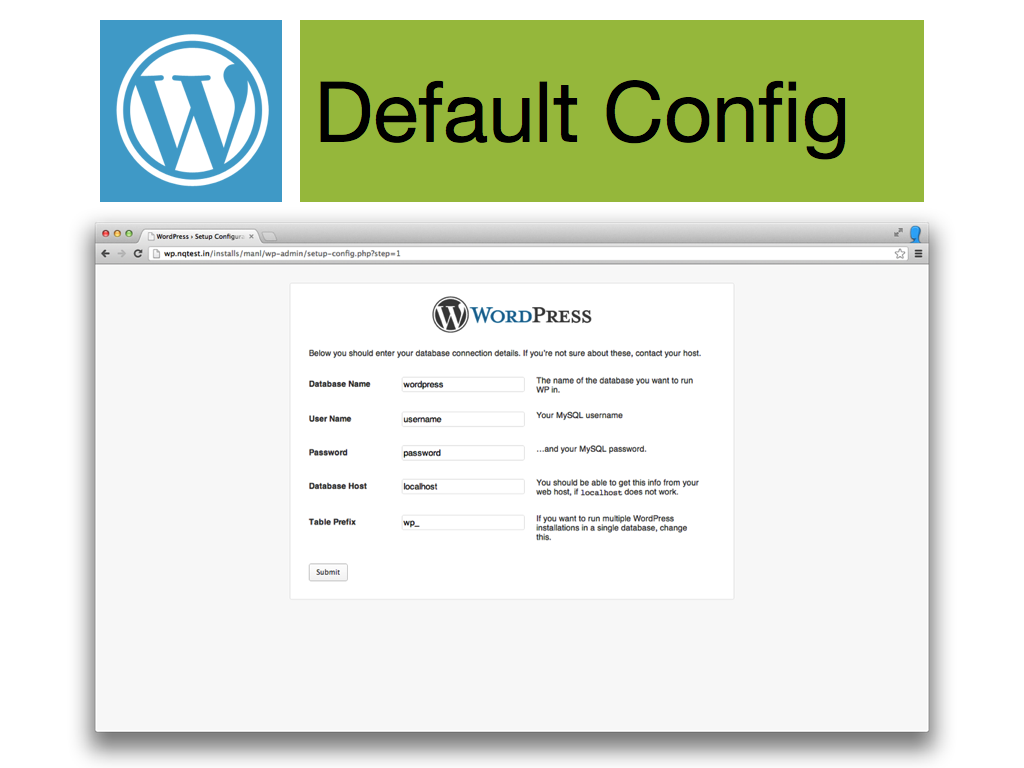 Default Config
WordPress › Setup Configura
wp.nqtest.in/installs/manl/wp-admin/setup-config.php?step=1
WORDPRESS
Below you should enter your database connection details. If you're not sure about these, contact your host.
Database Name wordpress The name of the database you want to run
WP in.
User Name username Your MySQL username
Password password ...and your MySQL password.
Database Host localhost You should be able to get this info from your
web host, if localhost does not work.
Table Prefix wp_ If you want to run multiple WordPress
installations in a single database, change
this.
Submit